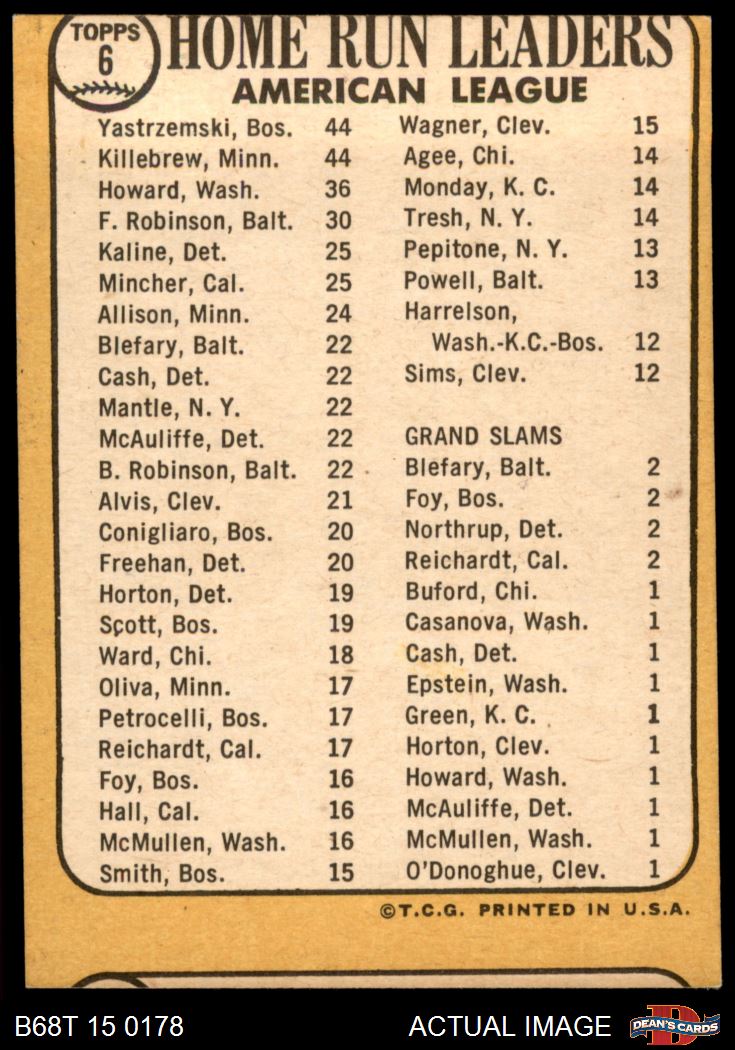 TOPPS
6
HOME RUN LEADERS
AMERICAN LEAGUE
Yastrzemski, Bos. 44
Killebrew, Minn. 44
Howard, Wash. 36
F. Robinson, Balt. 30
Kaline, Det. 25
Mincher, Cal. 25
Allison, Minn. 24
Blefary, Balt. 22
Cash, Det. 22
Mantle, N. Y. 22
McAuliffe, Det. 22
B. Robinson, Balt. 22
Alvis, Clev. 21
Conigliaro, Bos. 20
Freehan, Det. 20
Horton, Det. 19
Scott, Bos. 19
Ward, Chi. 18
Oliva, Minn. 17
Petrocelli, Bos. 17
Reichardt, Cal. 17
Foy, Bos. 16
Hall, Cal. 16
McMullen, Wash. 16
Smith, Bos. 15
Wagner, Clev. 15
Agee, Chi. 14
Monday, K. C. 14
Tresh, N. Y. 14
Pepitone, N. Y. 13
Powell, Balt. 13
Harrelson,
Wash.-K.C.-Bos. 12
Sims, Clev. 12
GRAND SLAMS
Blefary, Balt. 2
Foy, Bos. 2
Northrup, Det. 2
Reichardt, Cal. 2
Buford, Chi. 1
Casanova, Wash. 1
Cash, Det. 1
Epstein, Wash. 1
Green, K. C. 1
Horton, Clev. 1
Howard, Wash. 1
McAuliffe, Det. 1
McMullen, Wash. 1
O'Donoghue, Clev. 1
©T.C.G. PRINTED IN U.S.A.
B68T 15 0178
ACTUAL IMAGE
D
DEAN'S CARDS